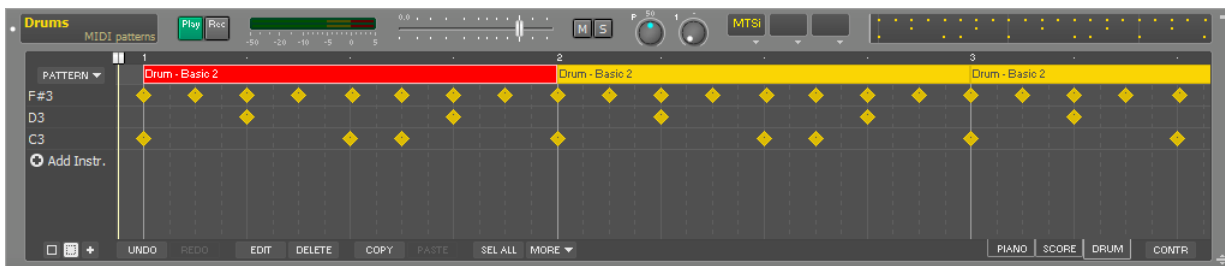 Drums
MIDI patterns
Play Rec
-50 -20 -10 -5 0 5
0.0
M S
P 50
1 -
MTSi
1 2 3
PATTERN
Drum - Basic 2 Drum - Basic 2 Drum - Basic 2
F#3
D3
C3
Add Instr.
UNDO REDO EDIT DELETE COPY PASTE SEL ALL MORE PIANO SCORE DRUM CONTR